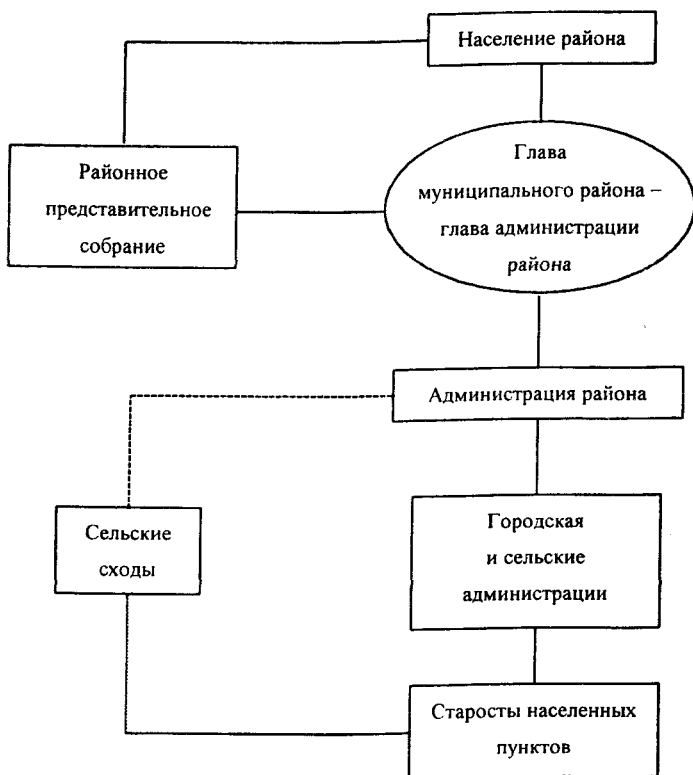 Население района
Глава
муниципального района –
глава администрации
района
Районное
представительное
собрание
Администрация района
Сельские
сходы
Городская
и сельские
администрации
Старосты населенных
пунктов